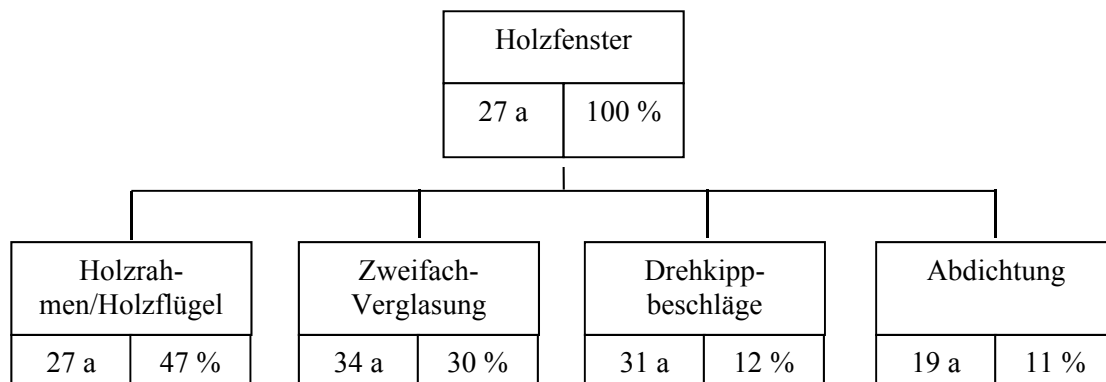 Holzfenster
27 a 100 %
Holzrah-
men/Holzflügel
27 a 47 %
Zweifach-
Verglasung
34 a 30 %
Drehkipp-
beschläge
31 a 12 %
Abdichtung
19 a 11 %